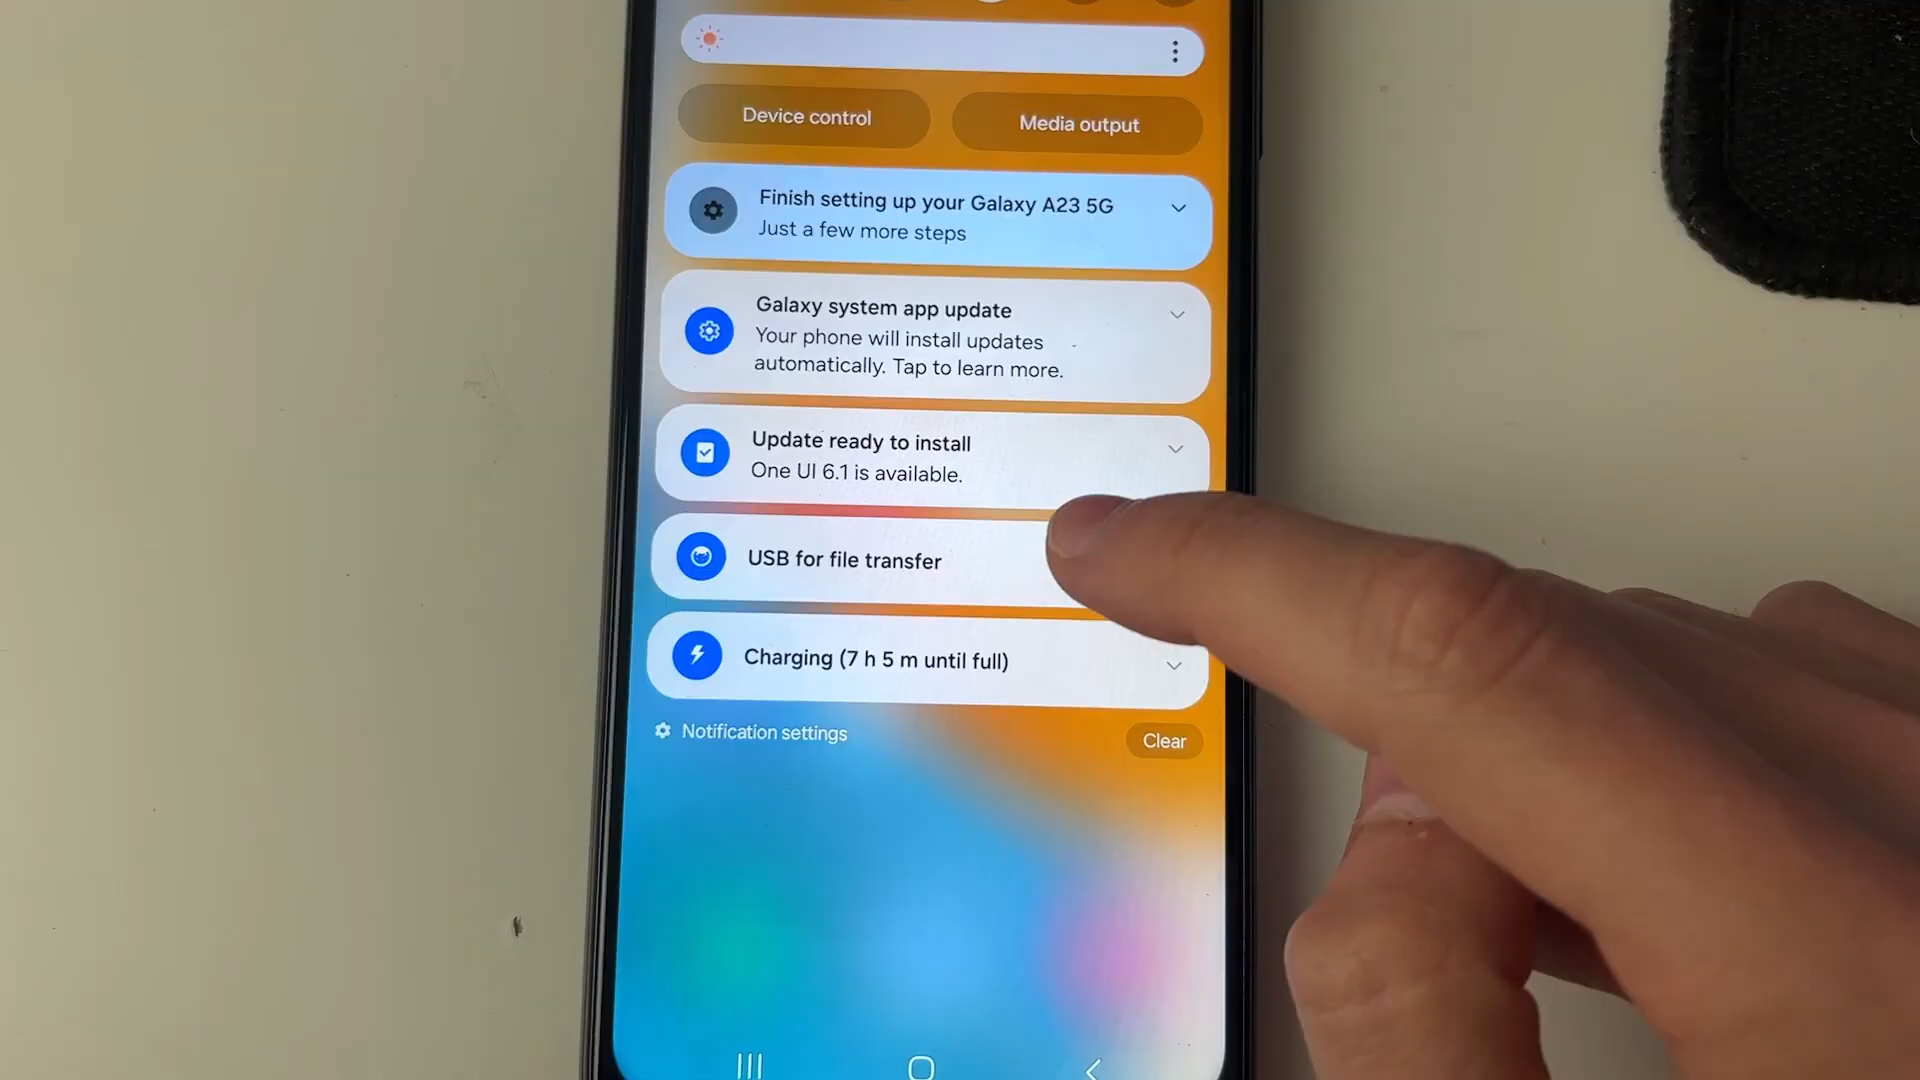 Device control
Media output
Finish setting up your Galaxy A23 5G
Just a few more steps
Galaxy system app update
Your phone will install updates
automatically. Tap to learn more.
Update ready to install
One UI 6.1 is available.
USB for file transfer
Charging (7 h 5 m until full)
Notification settings
Clear